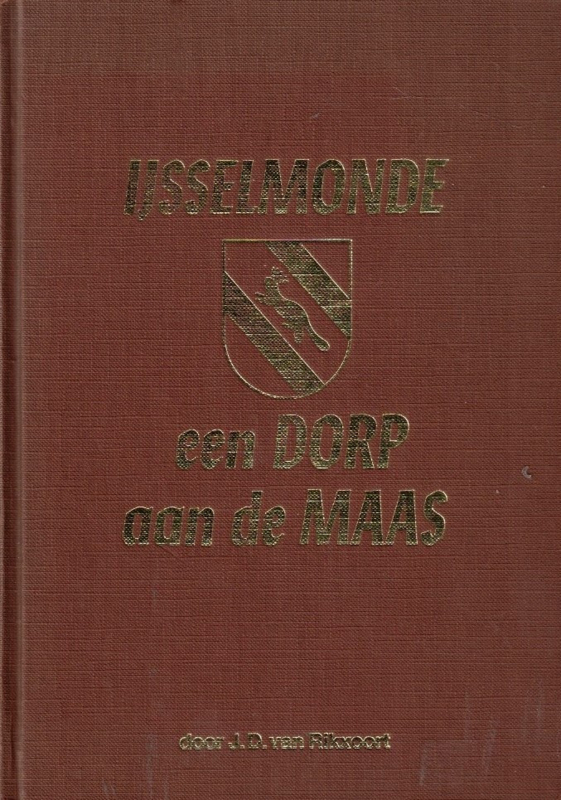 IJSSELMONDE
een DORP
aan de MAAS
door J. D. van Rikxoort